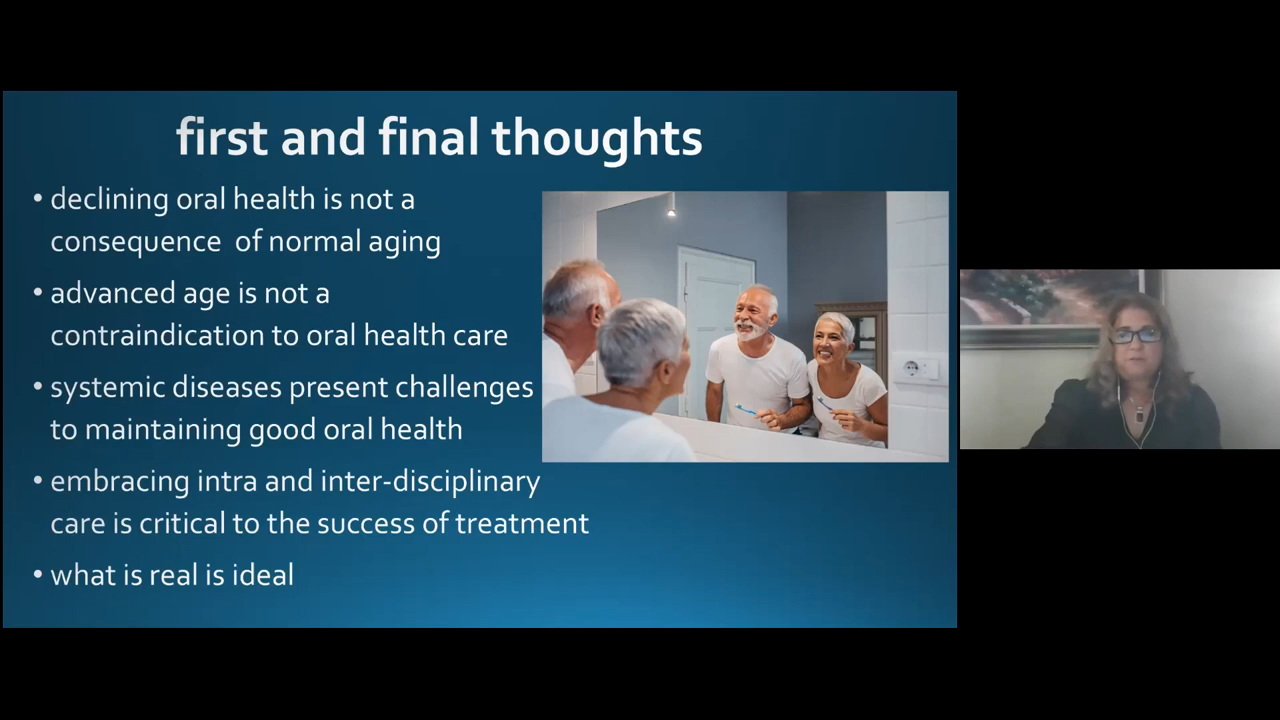 first and final thoughts
• declining oral health is not a
consequence of normal aging
• advanced age is not a
contraindication to oral health care
• systemic diseases present challenges
to maintaining good oral health
• embracing intra and inter-disciplinary
care is critical to the success of treatment
• what is real is ideal